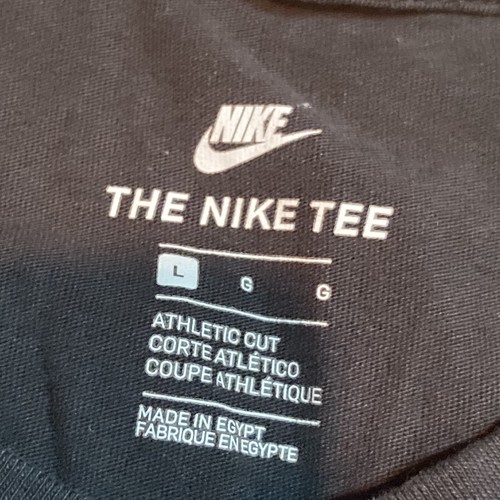 NIKE
THE NIKE TEE
L G G
ATHLETIC CUT
CORTE ATLÉTICO
COUPE ATHLÉTIQUE
MADE IN EGYPT
FABRIQUE EN EGYPTE